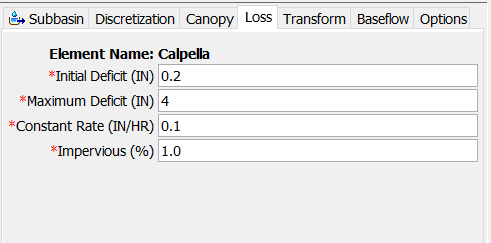 Subbasin Discretization Canopy Loss Transform Baseflow Options
Element Name: Calpella
*Initial Deficit (IN) 0.2
*Maximum Deficit (IN) 4
*Constant Rate (IN/HR) 0.1
*Impervious (%) 1.0